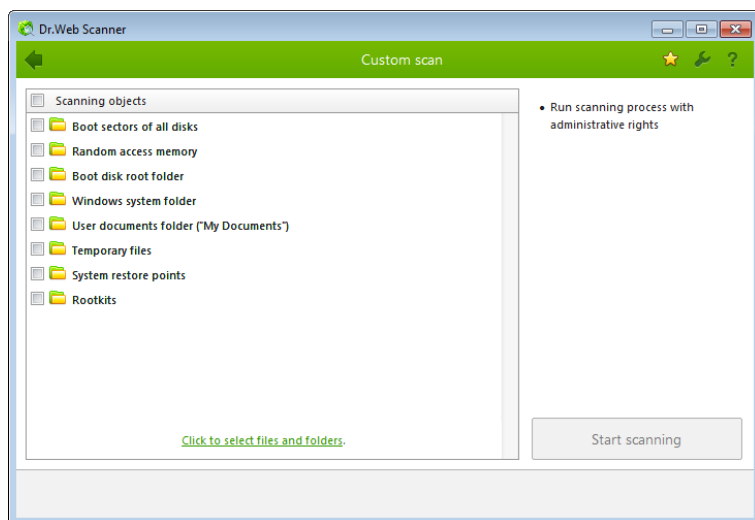 Dr.Web Scanner
Custom scan
?
Scanning objects
Boot sectors of all disks
Random access memory
Boot disk root folder
Windows system folder
User documents folder ("My Documents")
Temporary files
System restore points
Rootkits
Click to select files and folders.
• Run scanning process with
administrative rights
Start scanning